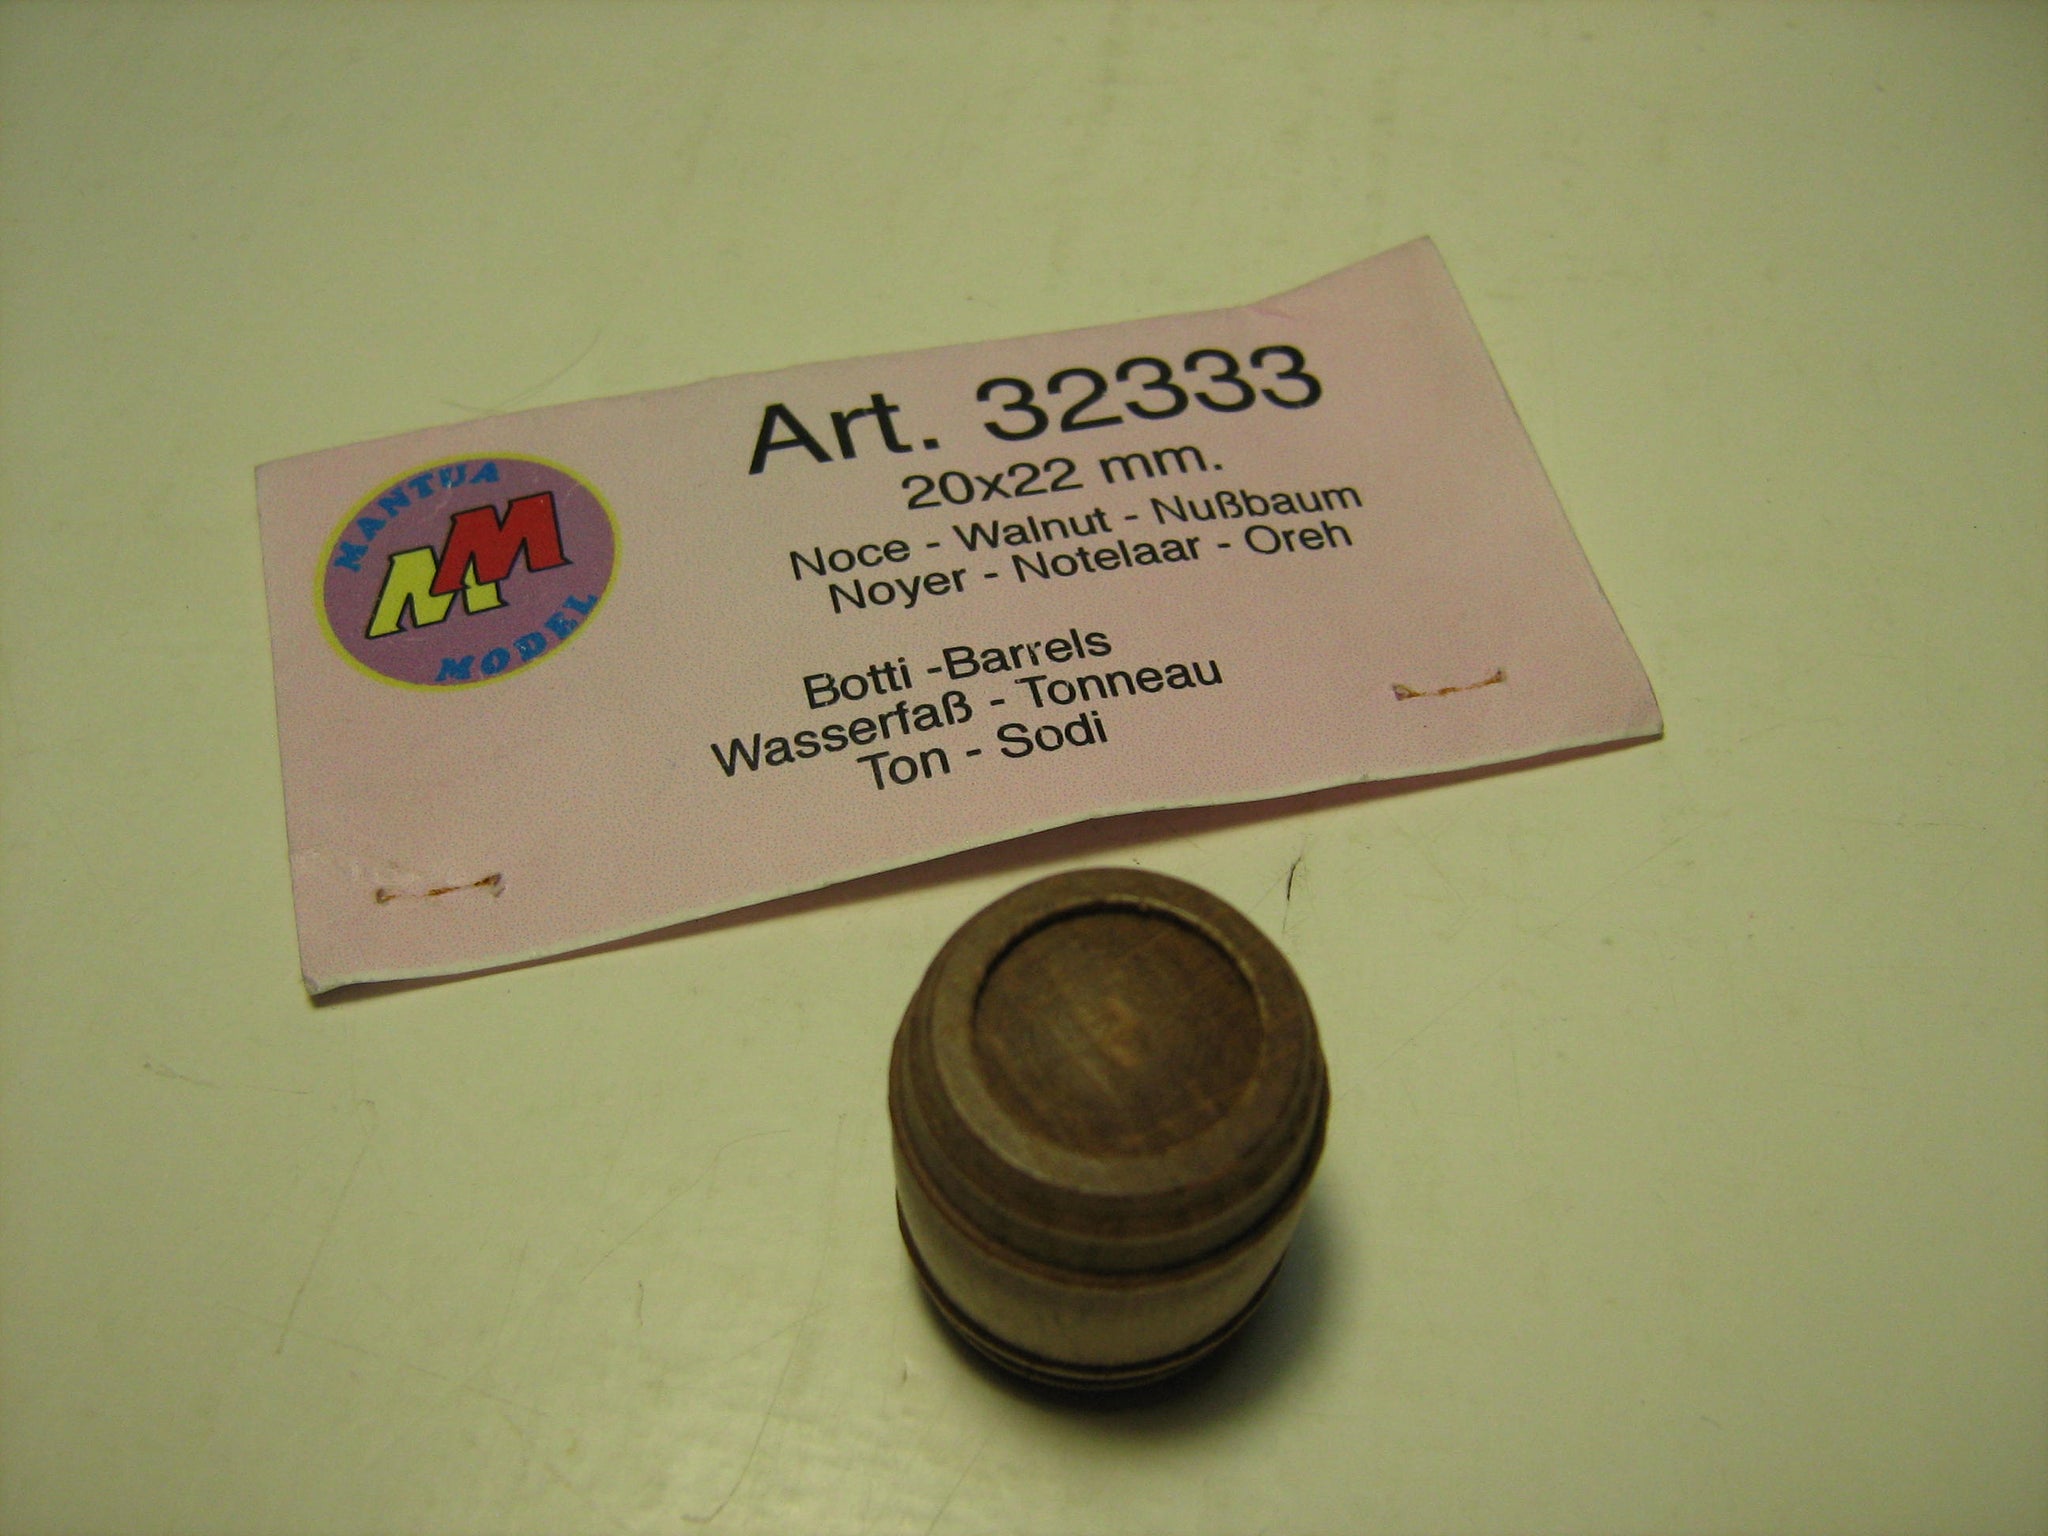 MANTUA
MM
MODEL
Art. 32333
20x22 mm.
Noce - Walnut - Nußbaum
Noyer - Notelaar - Oreh
Botti -Barrels
Wasserfaß - Tonneau
Ton - Sodi